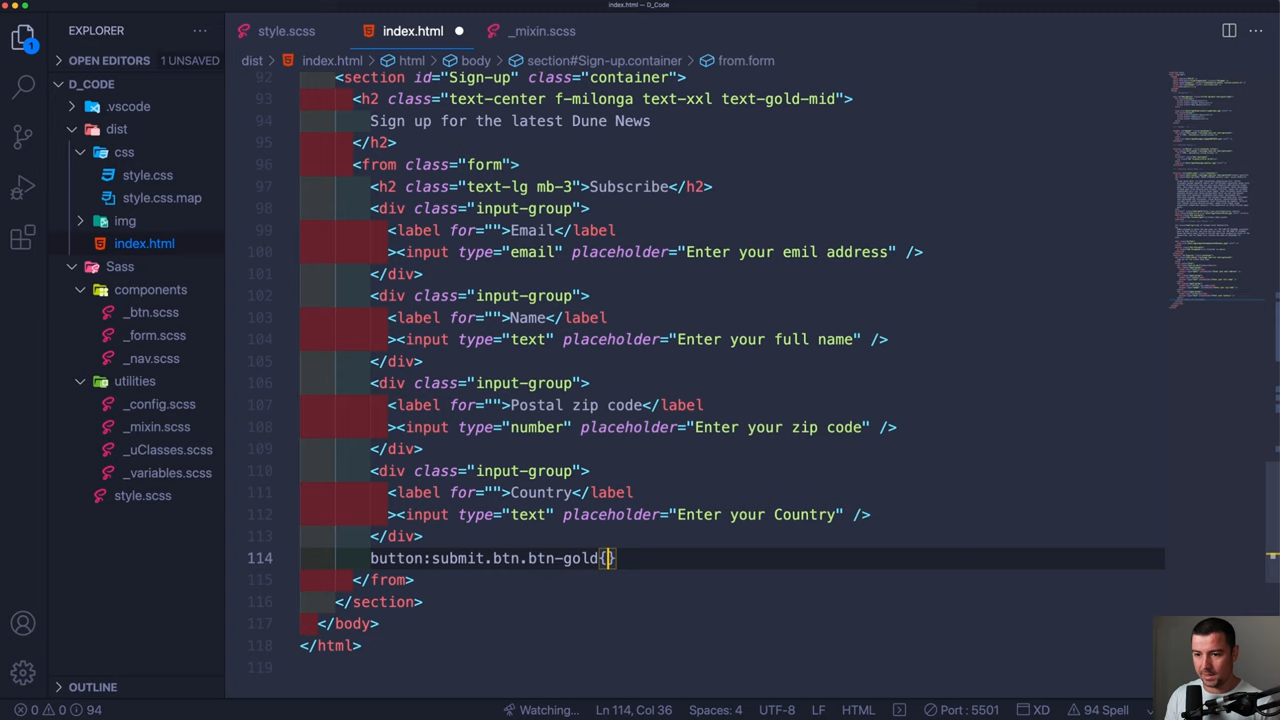 index.html — D_Code
EXPLORER
style.scss
index.html
_mixin.scss
dist
index.html
html
body
section#Sign-up.container
from.form
OPEN EDITORS 1 UNSAVED
D_CODE
.vscode
dist
css
style.css
style.css.map
img
index.html
Sass
components
_btn.scss
_form.scss
_nav.scss
utilities
_config.scss
_mixin.scss
_uClasses.scss
_variables.scss
style.scss
OUTLINE
1
92 <section id="Sign-up" class="container">
93 <h2 class="text-center f-milonga text-xxl text-gold-mid">
94 Sign up for the Latest Dune News
95 </h2>
96 <from class="form">
97 <h2 class="text-lg mb-3">Subscribe</h2>
98 <div class="input-group">
99 <label for="">Email</label
100 ><input type="email" placeholder="Enter your emil address" />
101 </div>
102 <div class="input-group">
103 <label for="">Name</label
104 ><input type="text" placeholder="Enter your full name" />
105 </div>
106 <div class="input-group">
107 <label for="">Postal zip code</label
108 ><input type="number" placeholder="Enter your zip code" />
109 </div>
110 <div class="input-group">
111 <label for="">Country</label
112 ><input type="text" placeholder="Enter your Country" />
113 </div>
114 button:submit.btn.btn-gold{}
115 </from>
116 </section>
117 </body>
118 </html>
119
0 0 94
Watching...
Ln 114, Col 36
Spaces: 4
UTF-8
LF
HTML
Port : 5501
XD
94 Spell